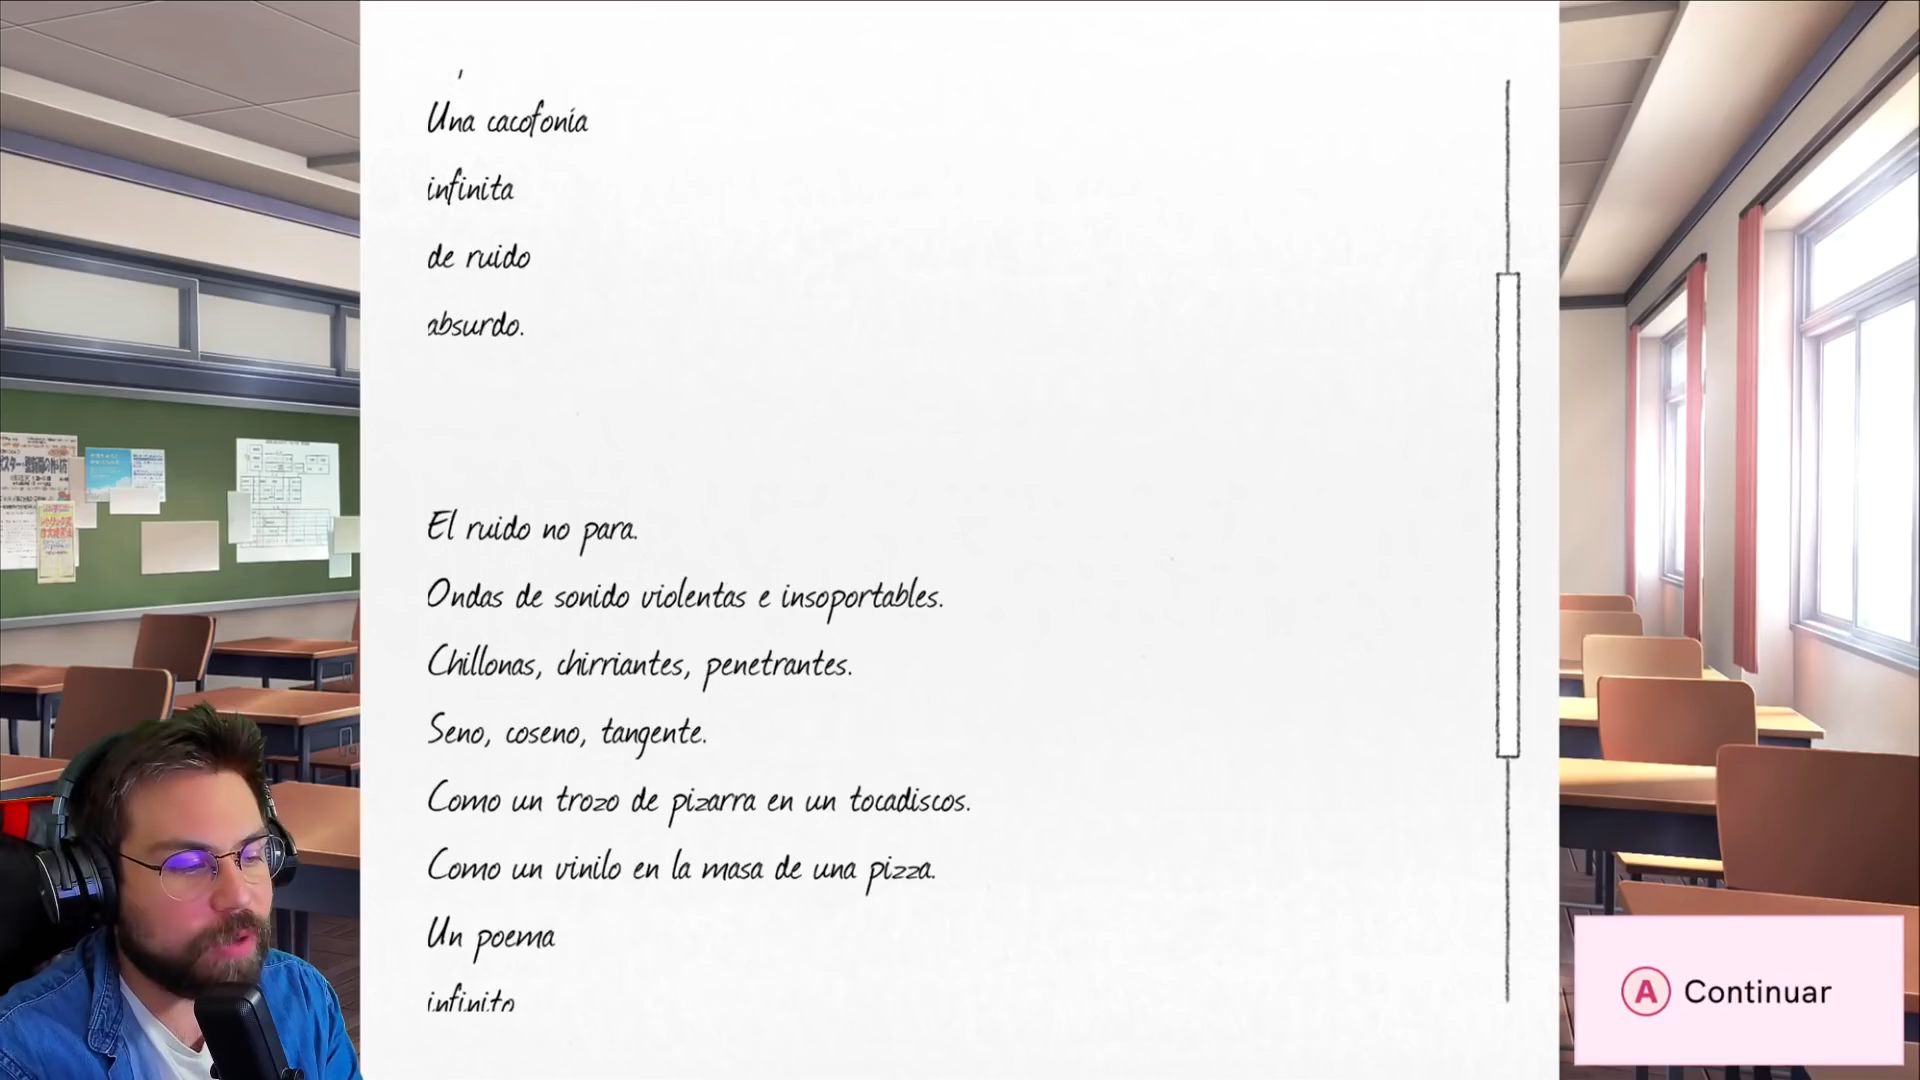 Una cacofonía
infinita
de ruido
absurdo.
El ruido no para.
Ondas de sonido violentas e insoportables.
Chillonas, chirriantes, penetrantes.
Seno, coseno, tangente.
Como un trozo de pizarra en un tocadiscos.
Como un vinilo en la masa de una pizza.
Un poema
infinito
A Continuar